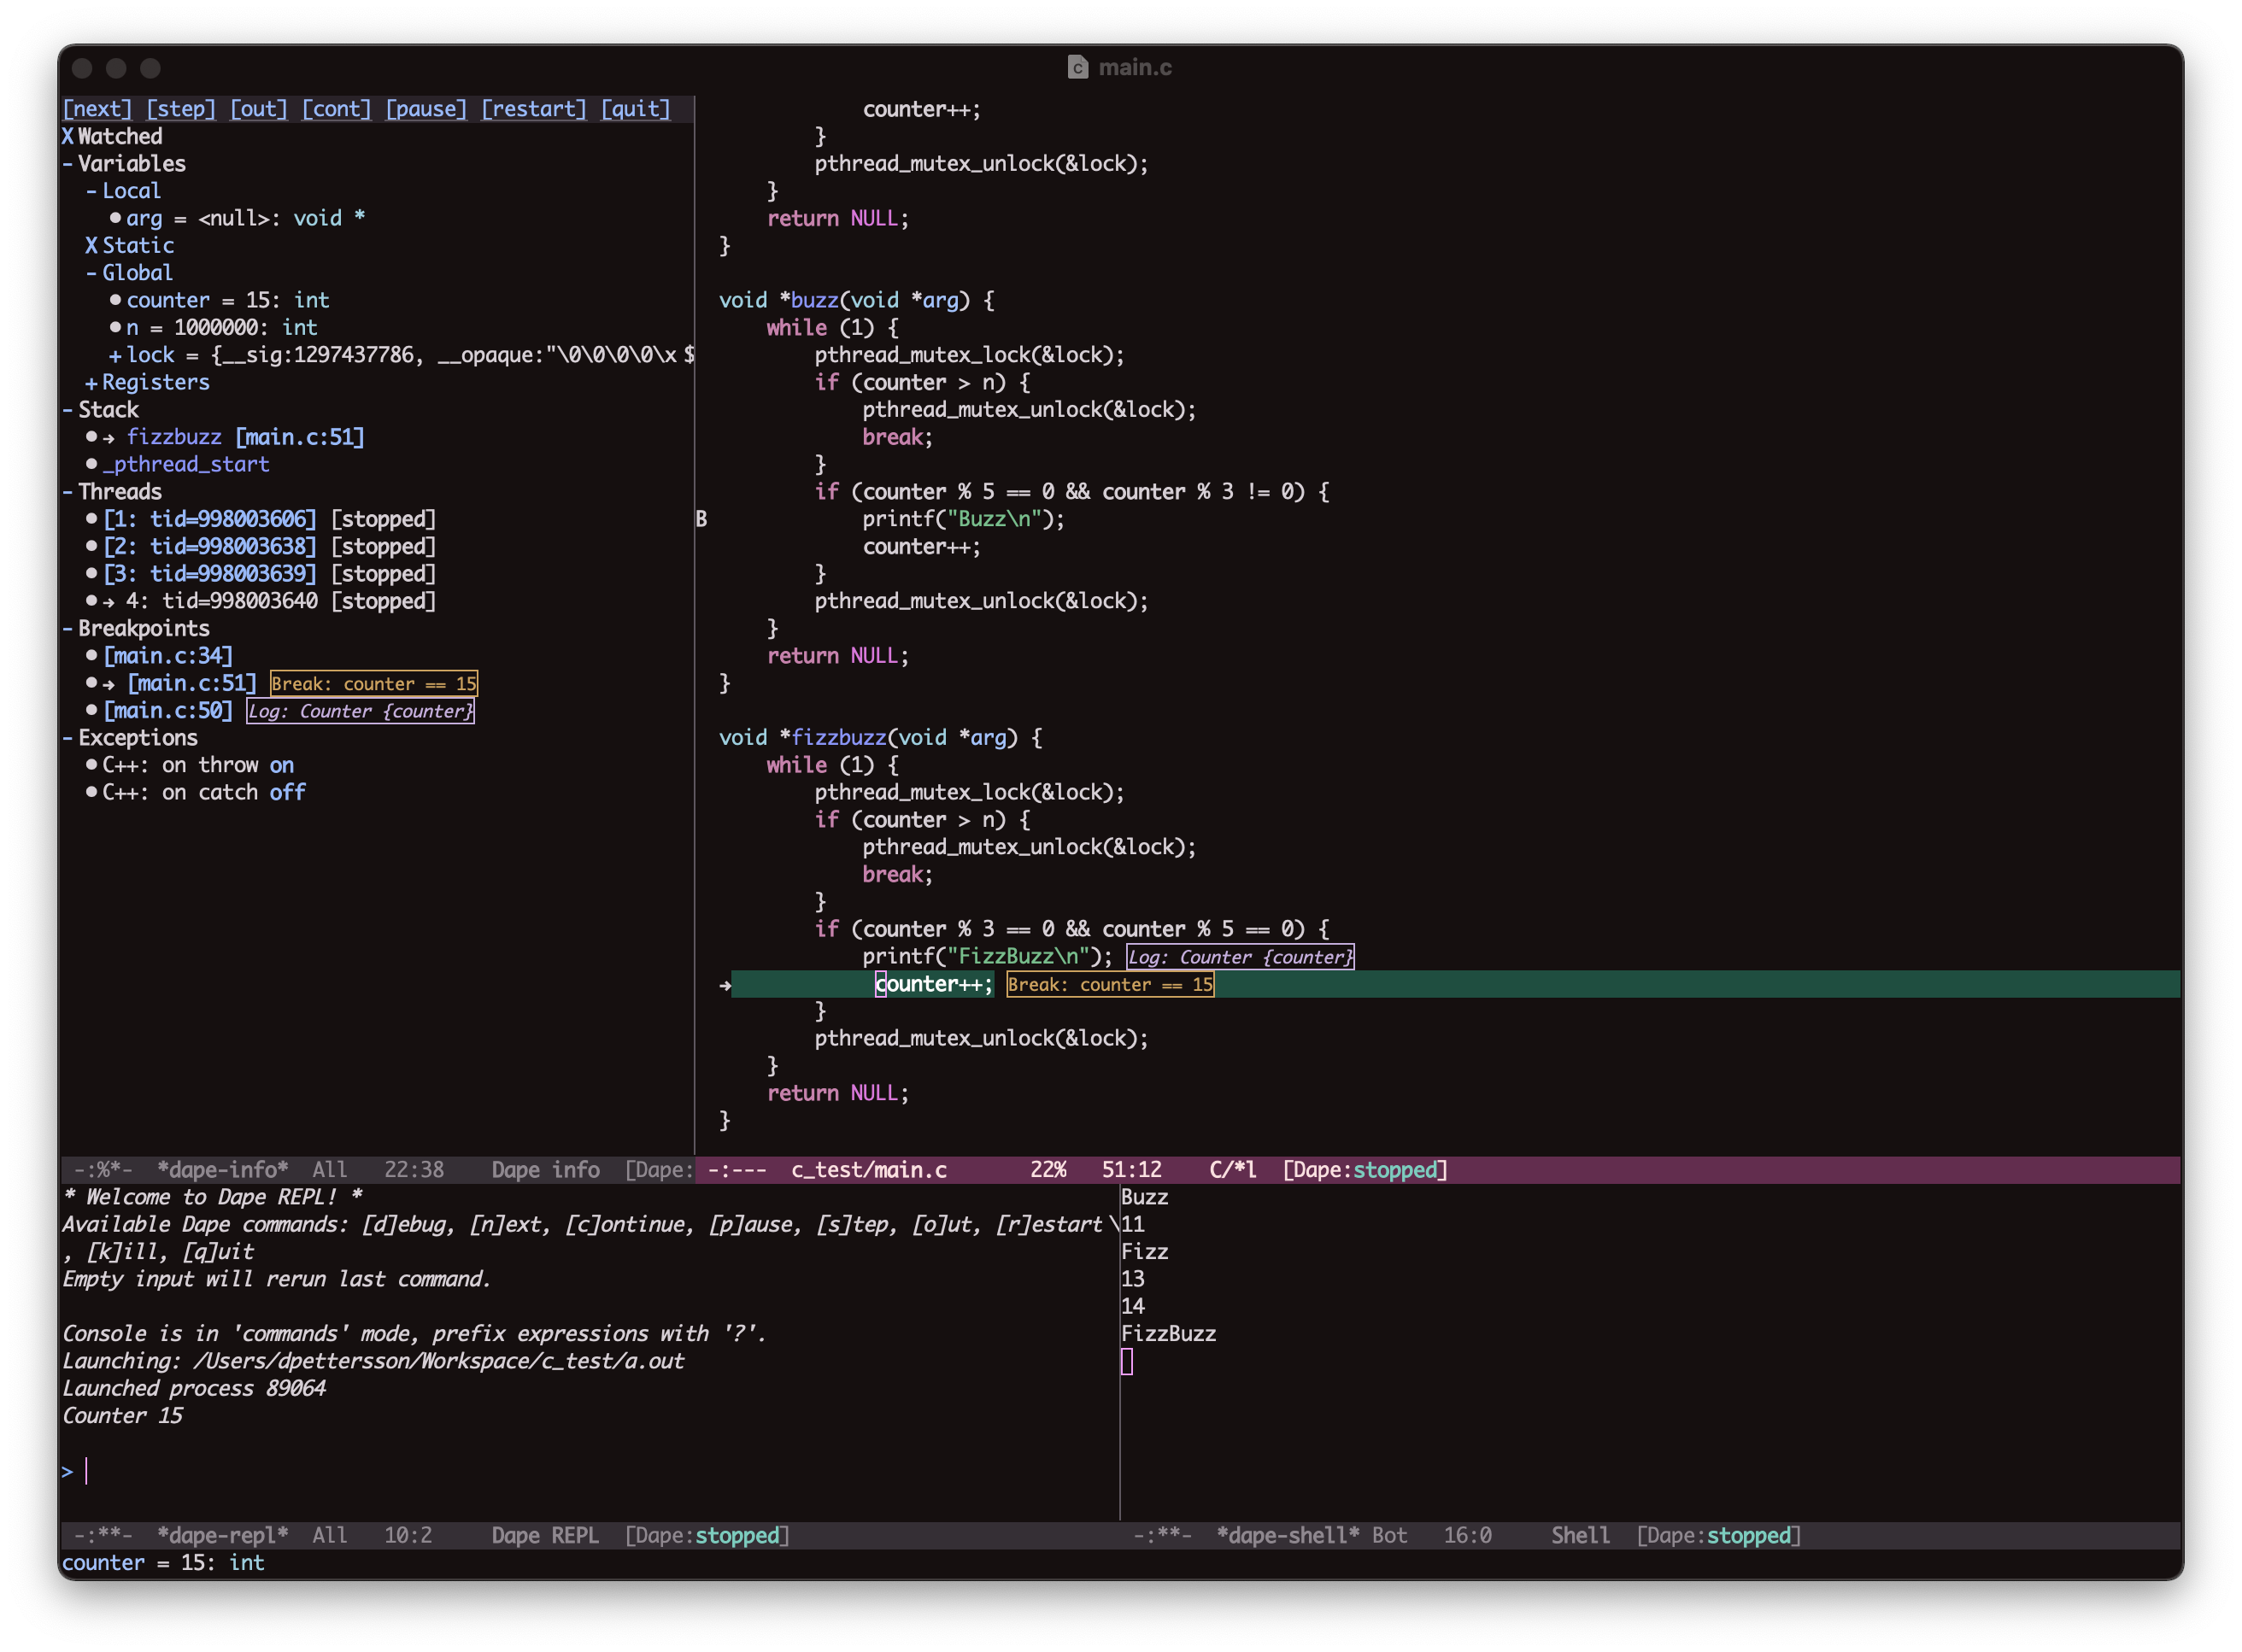 main.c
[next] [step] [out] [cont] [pause] [restart] [quit]
X Watched
- Variables
- Local
● arg = <null>: void *
X Static
- Global
● counter = 15: int
● n = 1000000: int
+ lock = {__sig:1297437786, __opaque:"\0\0\0\0\x $
+ Registers
- Stack
● → fizzbuzz [main.c:51]
● _pthread_start
- Threads
● [1: tid=998003606] [stopped]
● [2: tid=998003638] [stopped]
● [3: tid=998003639] [stopped]
● → 4: tid=998003640 [stopped]
- Breakpoints
● [main.c:34]
● → [main.c:51] Break: counter == 15
● [main.c:50] Log: Counter {counter}
- Exceptions
● C++: on throw on
● C++: on catch off
-:%*- *dape-info* All 22:38 Dape info [Dape:
            counter++;
        }
        pthread_mutex_unlock(&lock);
    }
    return NULL;
}
void *buzz(void *arg) {
    while (1) {
        pthread_mutex_lock(&lock);
        if (counter > n) {
            pthread_mutex_unlock(&lock);
            break;
        }
        if (counter % 5 == 0 && counter % 3 != 0) {
B            printf("Buzz\n");
            counter++;
        }
        pthread_mutex_unlock(&lock);
    }
    return NULL;
}
void *fizzbuzz(void *arg) {
    while (1) {
        pthread_mutex_lock(&lock);
        if (counter > n) {
            pthread_mutex_unlock(&lock);
            break;
        }
        if (counter % 3 == 0 && counter % 5 == 0) {
            printf("FizzBuzz\n"); Log: Counter {counter}
→            counter++; Break: counter == 15
        }
        pthread_mutex_unlock(&lock);
    }
    return NULL;
}
-:--- c_test/main.c 22% 51:12 C/*l [Dape:stopped]
* Welcome to Dape REPL! *
Available Dape commands: [d]ebug, [n]ext, [c]ontinue, [p]ause, [s]tep, [o]ut, [r]estart \
, [k]ill, [q]uit
Empty input will rerun last command.
Console is in 'commands' mode, prefix expressions with '?'.
Launching: /Users/dpettersson/Workspace/c_test/a.out
Launched process 89064
Counter 15
>
-:**- *dape-repl* All 10:2 Dape REPL [Dape:stopped]
Buzz
11
Fizz
13
14
FizzBuzz
-:**- *dape-shell* Bot 16:0 Shell [Dape:stopped]
counter = 15: int